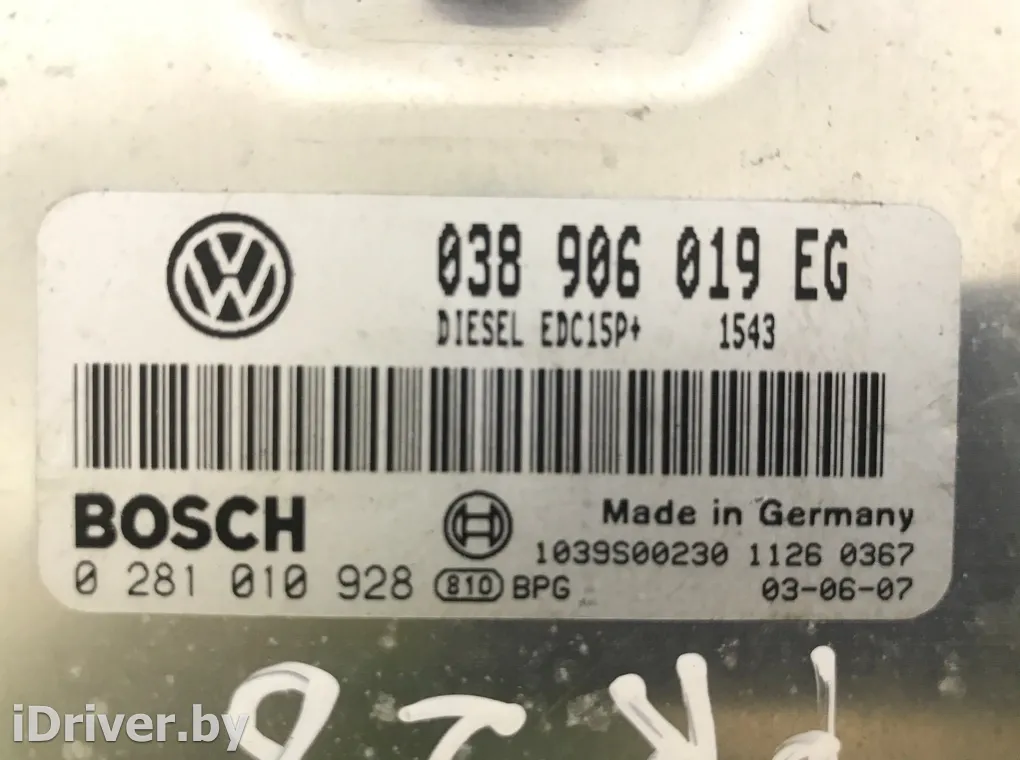 038 906 019 EG
DIESEL EDC15P+ 1543
BOSCH
Made in Germany
1039S00230 1126 0367
0 281 010 928 810 BPG 03-06-07
iDriver.by